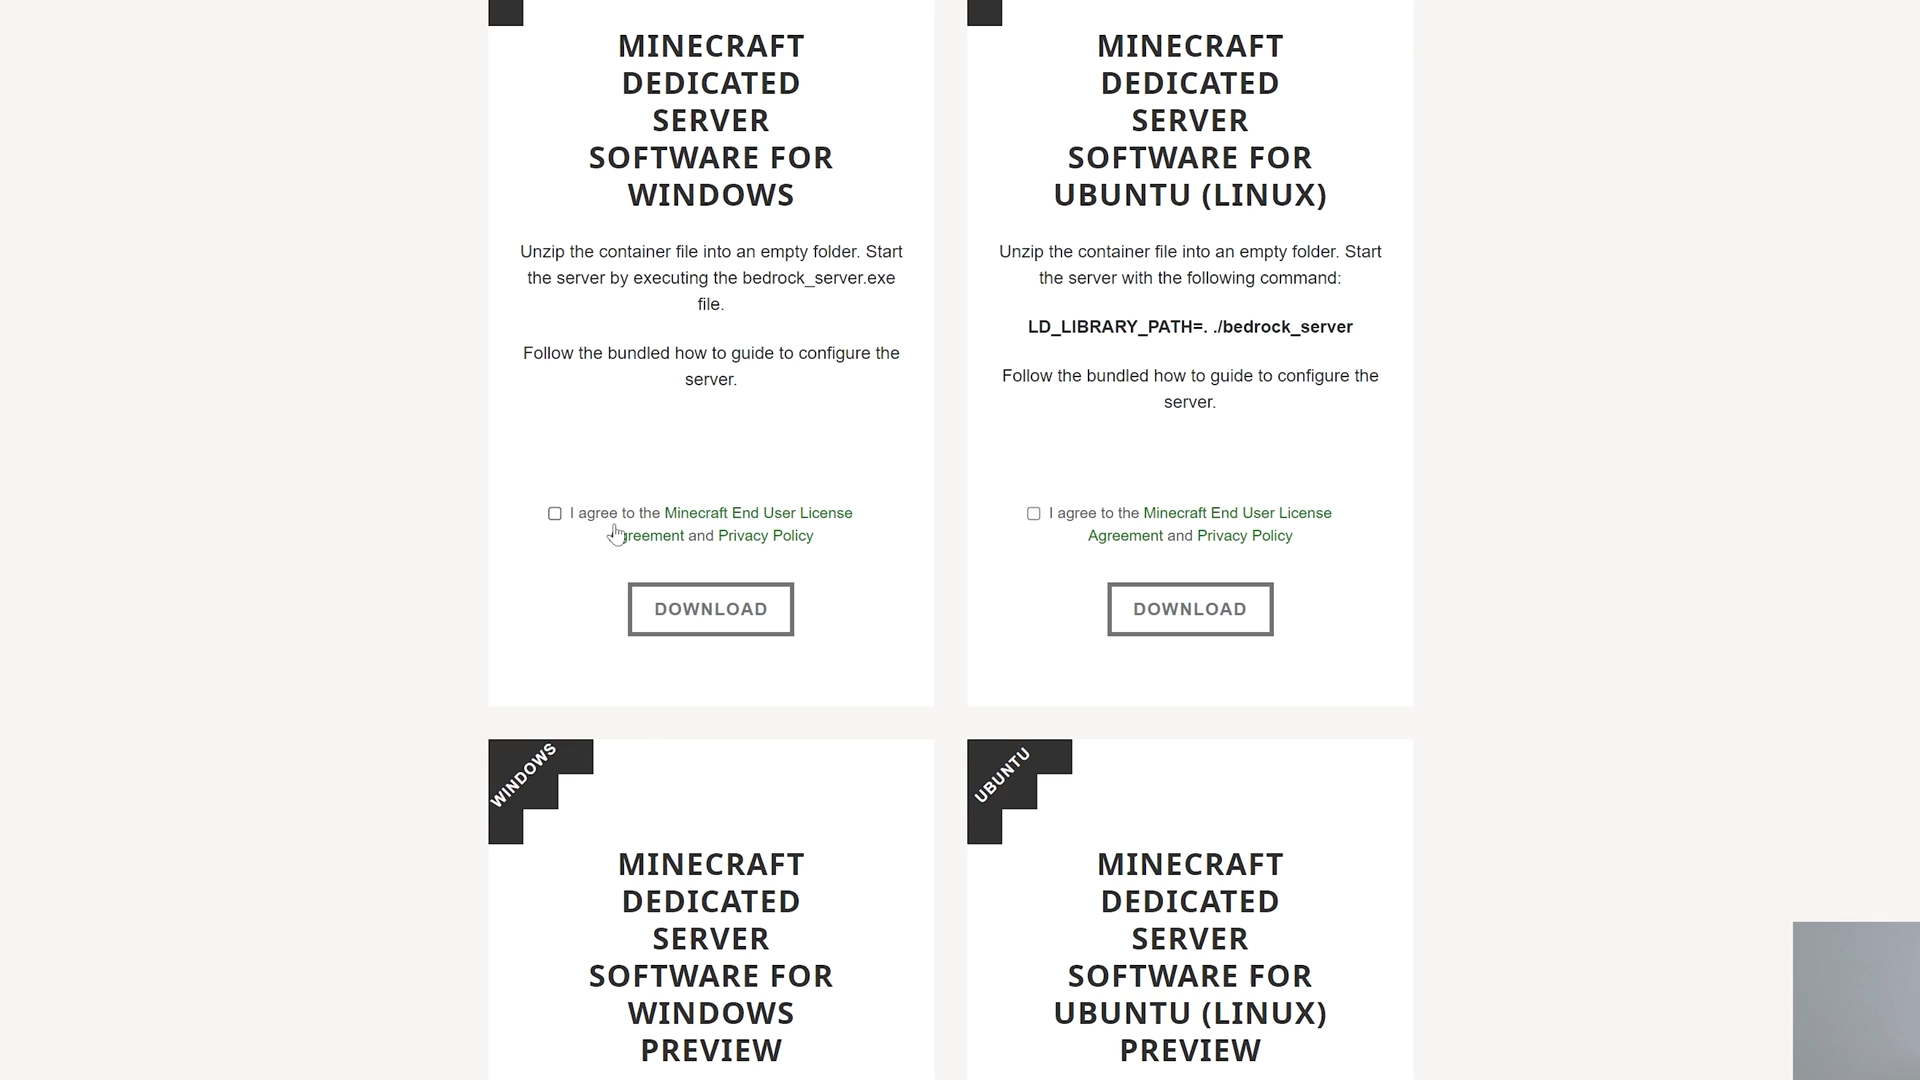 MINECRAFT
DEDICATED
SERVER
SOFTWARE FOR
WINDOWS
Unzip the container file into an empty folder. Start
the server by executing the bedrock_server.exe
file.
Follow the bundled how to guide to configure the
server.
I agree to the Minecraft End User License
Agreement and Privacy Policy
DOWNLOAD
MINECRAFT
DEDICATED
SERVER
SOFTWARE FOR
UBUNTU (LINUX)
Unzip the container file into an empty folder. Start
the server with the following command:
LD_LIBRARY_PATH=. ./bedrock_server
Follow the bundled how to guide to configure the
server.
I agree to the Minecraft End User License
Agreement and Privacy Policy
DOWNLOAD
WINDOWS
MINECRAFT
DEDICATED
SERVER
SOFTWARE FOR
WINDOWS
PREVIEW
UBUNTU
MINECRAFT
DEDICATED
SERVER
SOFTWARE FOR
UBUNTU (LINUX)
PREVIEW